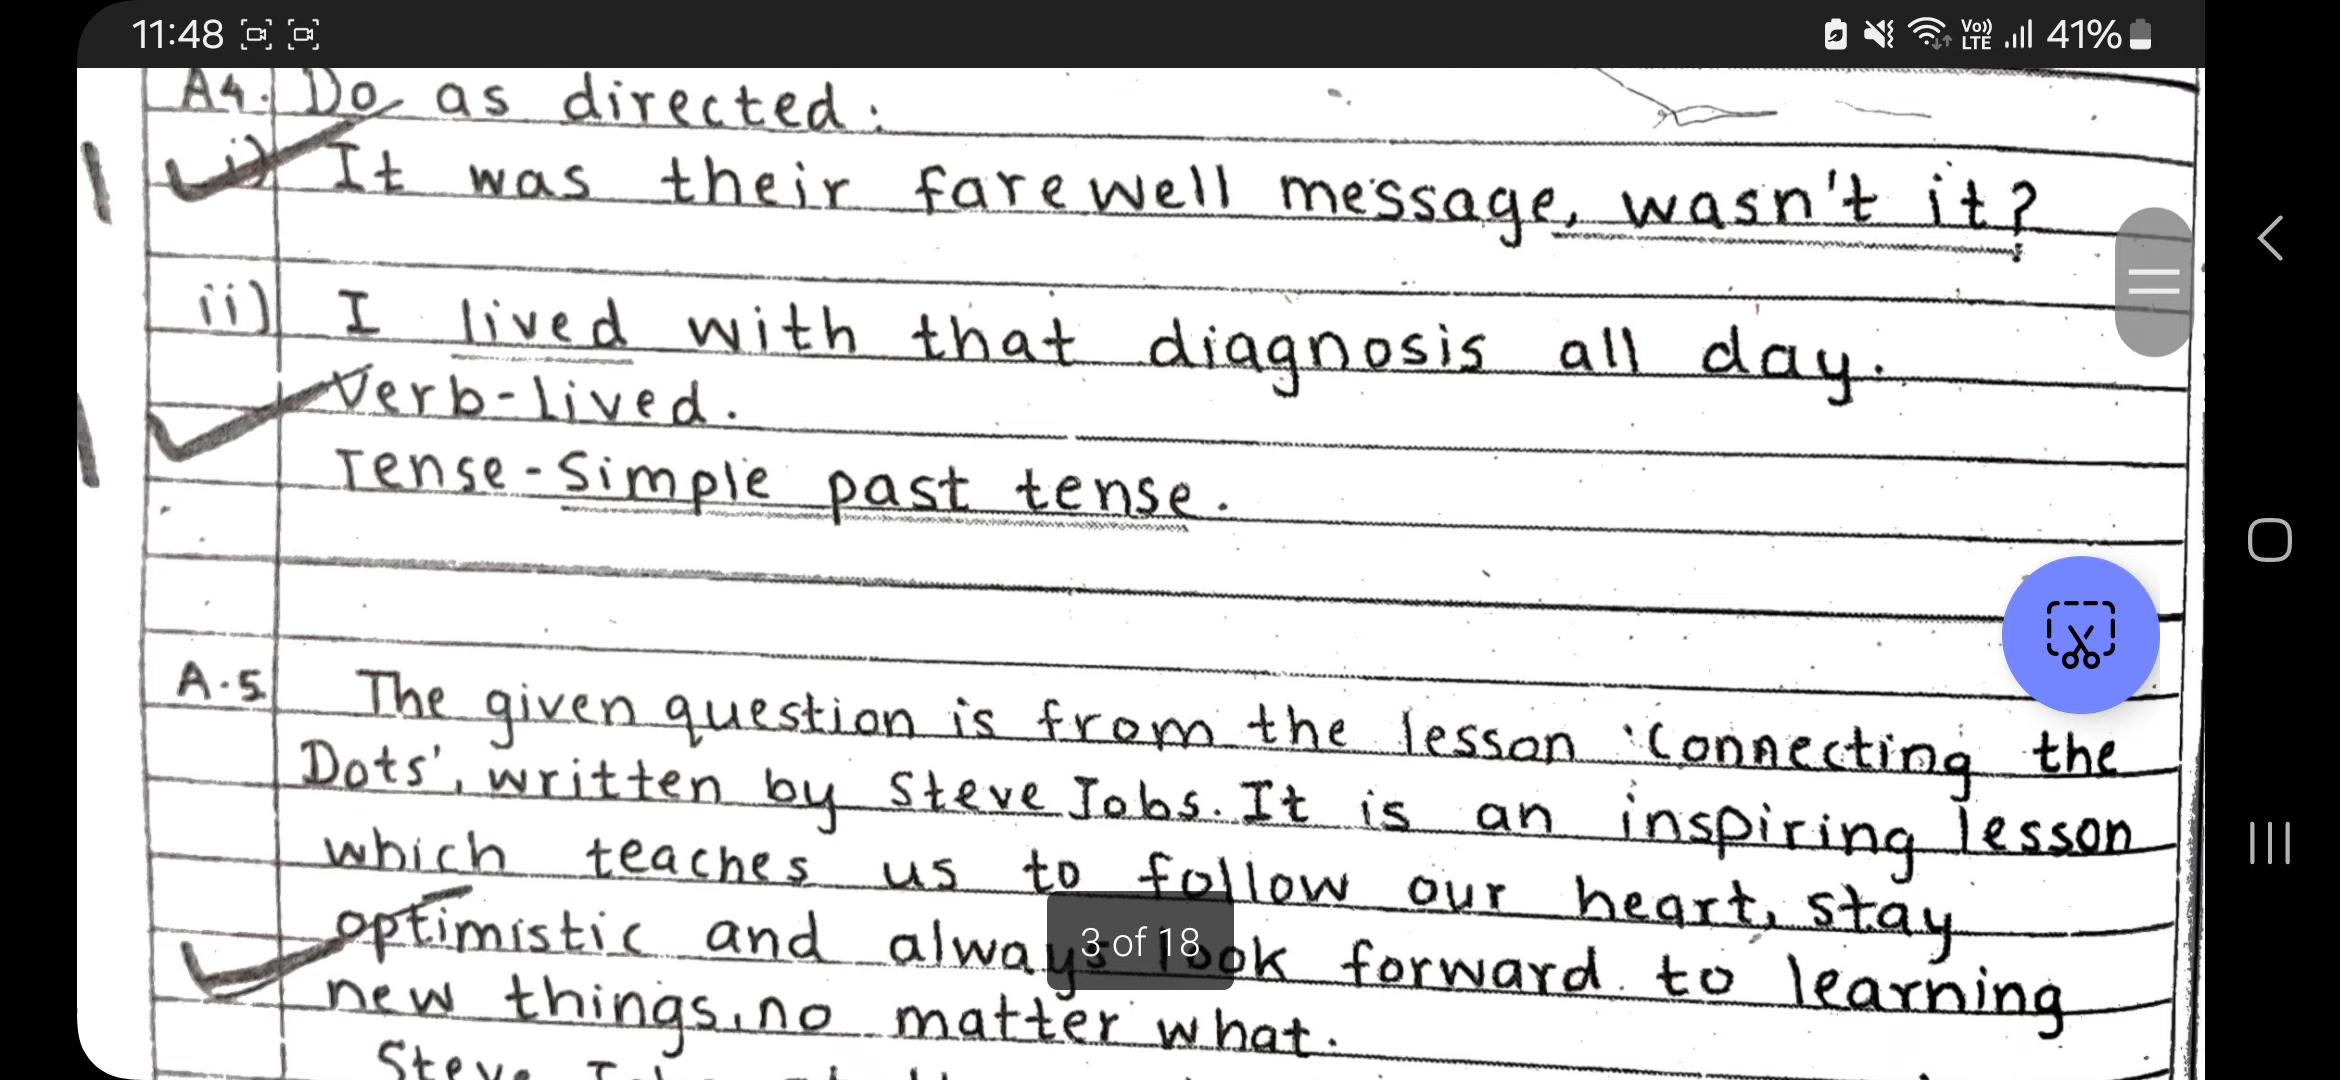 11:48
Vo)) LTE 41%
A4. Do as directed:
i) It was their farewell message, wasn't it?
ii) I lived with that diagnosis all day.
Verb-lived.
Tense-Simple past tense.
A.5 The given question is from the lesson 'Connecting the
Dots', written by Steve Jobs. It is an inspiring lesson
which teaches us to follow our heart, stay
optimistic and always look forward to learning
3 of 18
new things, no matter what.